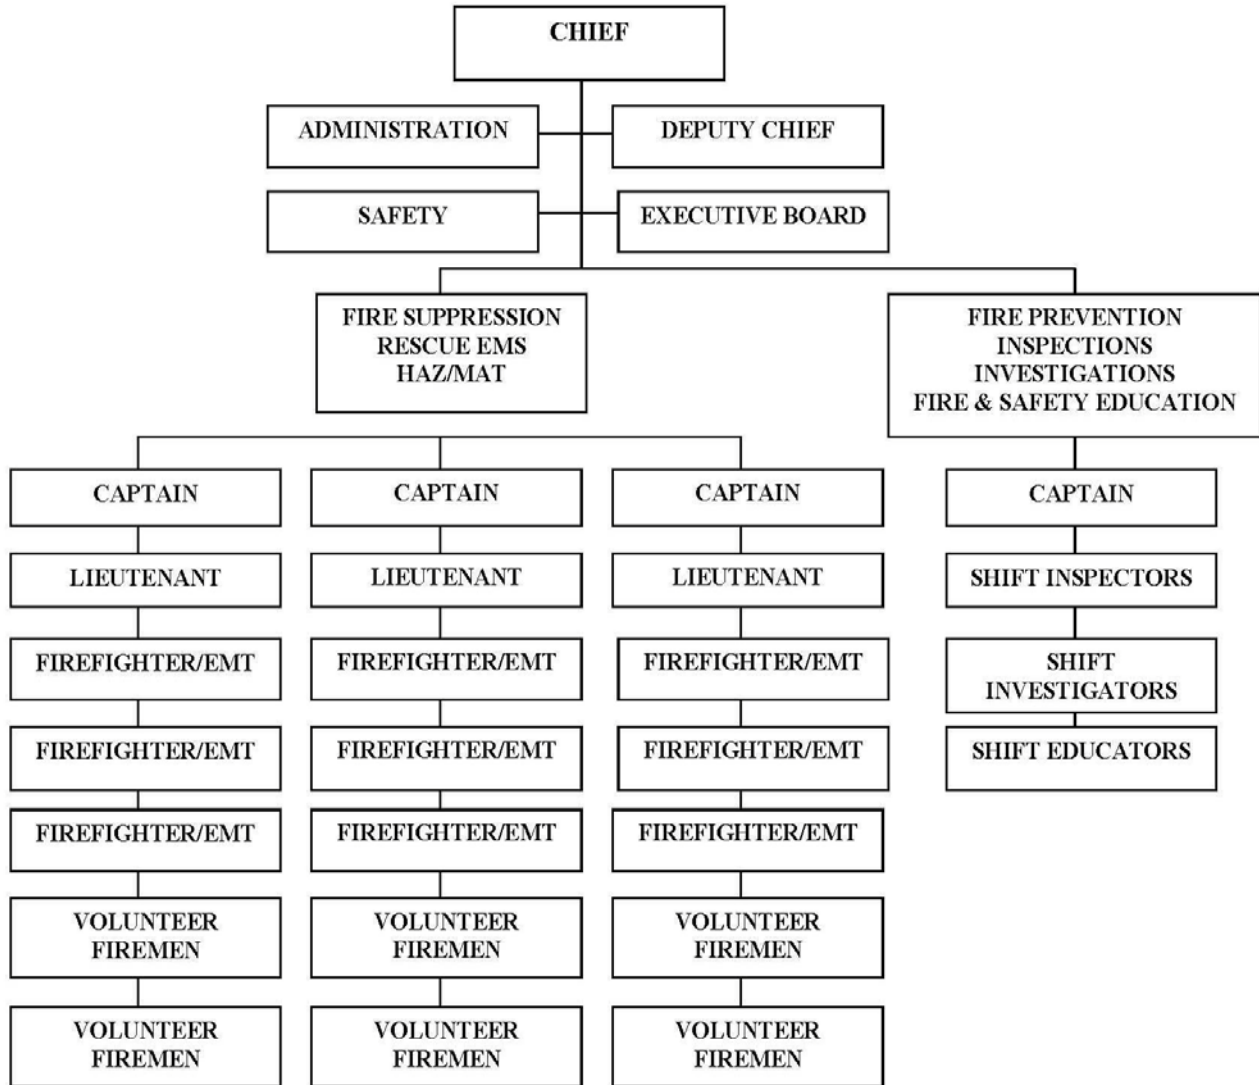 CHIEF
ADMINISTRATION
DEPUTY CHIEF
SAFETY
EXECUTIVE BOARD
FIRE SUPPRESSION
RESCUE EMS
HAZ/MAT
FIRE PREVENTION
INSPECTIONS
INVESTIGATIONS
FIRE & SAFETY EDUCATION
CAPTAIN
CAPTAIN
CAPTAIN
CAPTAIN
LIEUTENANT
LIEUTENANT
LIEUTENANT
SHIFT INSPECTORS
FIREFIGHTER/EMT
FIREFIGHTER/EMT
FIREFIGHTER/EMT
SHIFT
INVESTIGATORS
FIREFIGHTER/EMT
FIREFIGHTER/EMT
FIREFIGHTER/EMT
SHIFT EDUCATORS
FIREFIGHTER/EMT
FIREFIGHTER/EMT
FIREFIGHTER/EMT
VOLUNTEER
FIREMEN
VOLUNTEER
FIREMEN
VOLUNTEER
FIREMEN
VOLUNTEER
FIREMEN
VOLUNTEER
FIREMEN
VOLUNTEER
FIREMEN